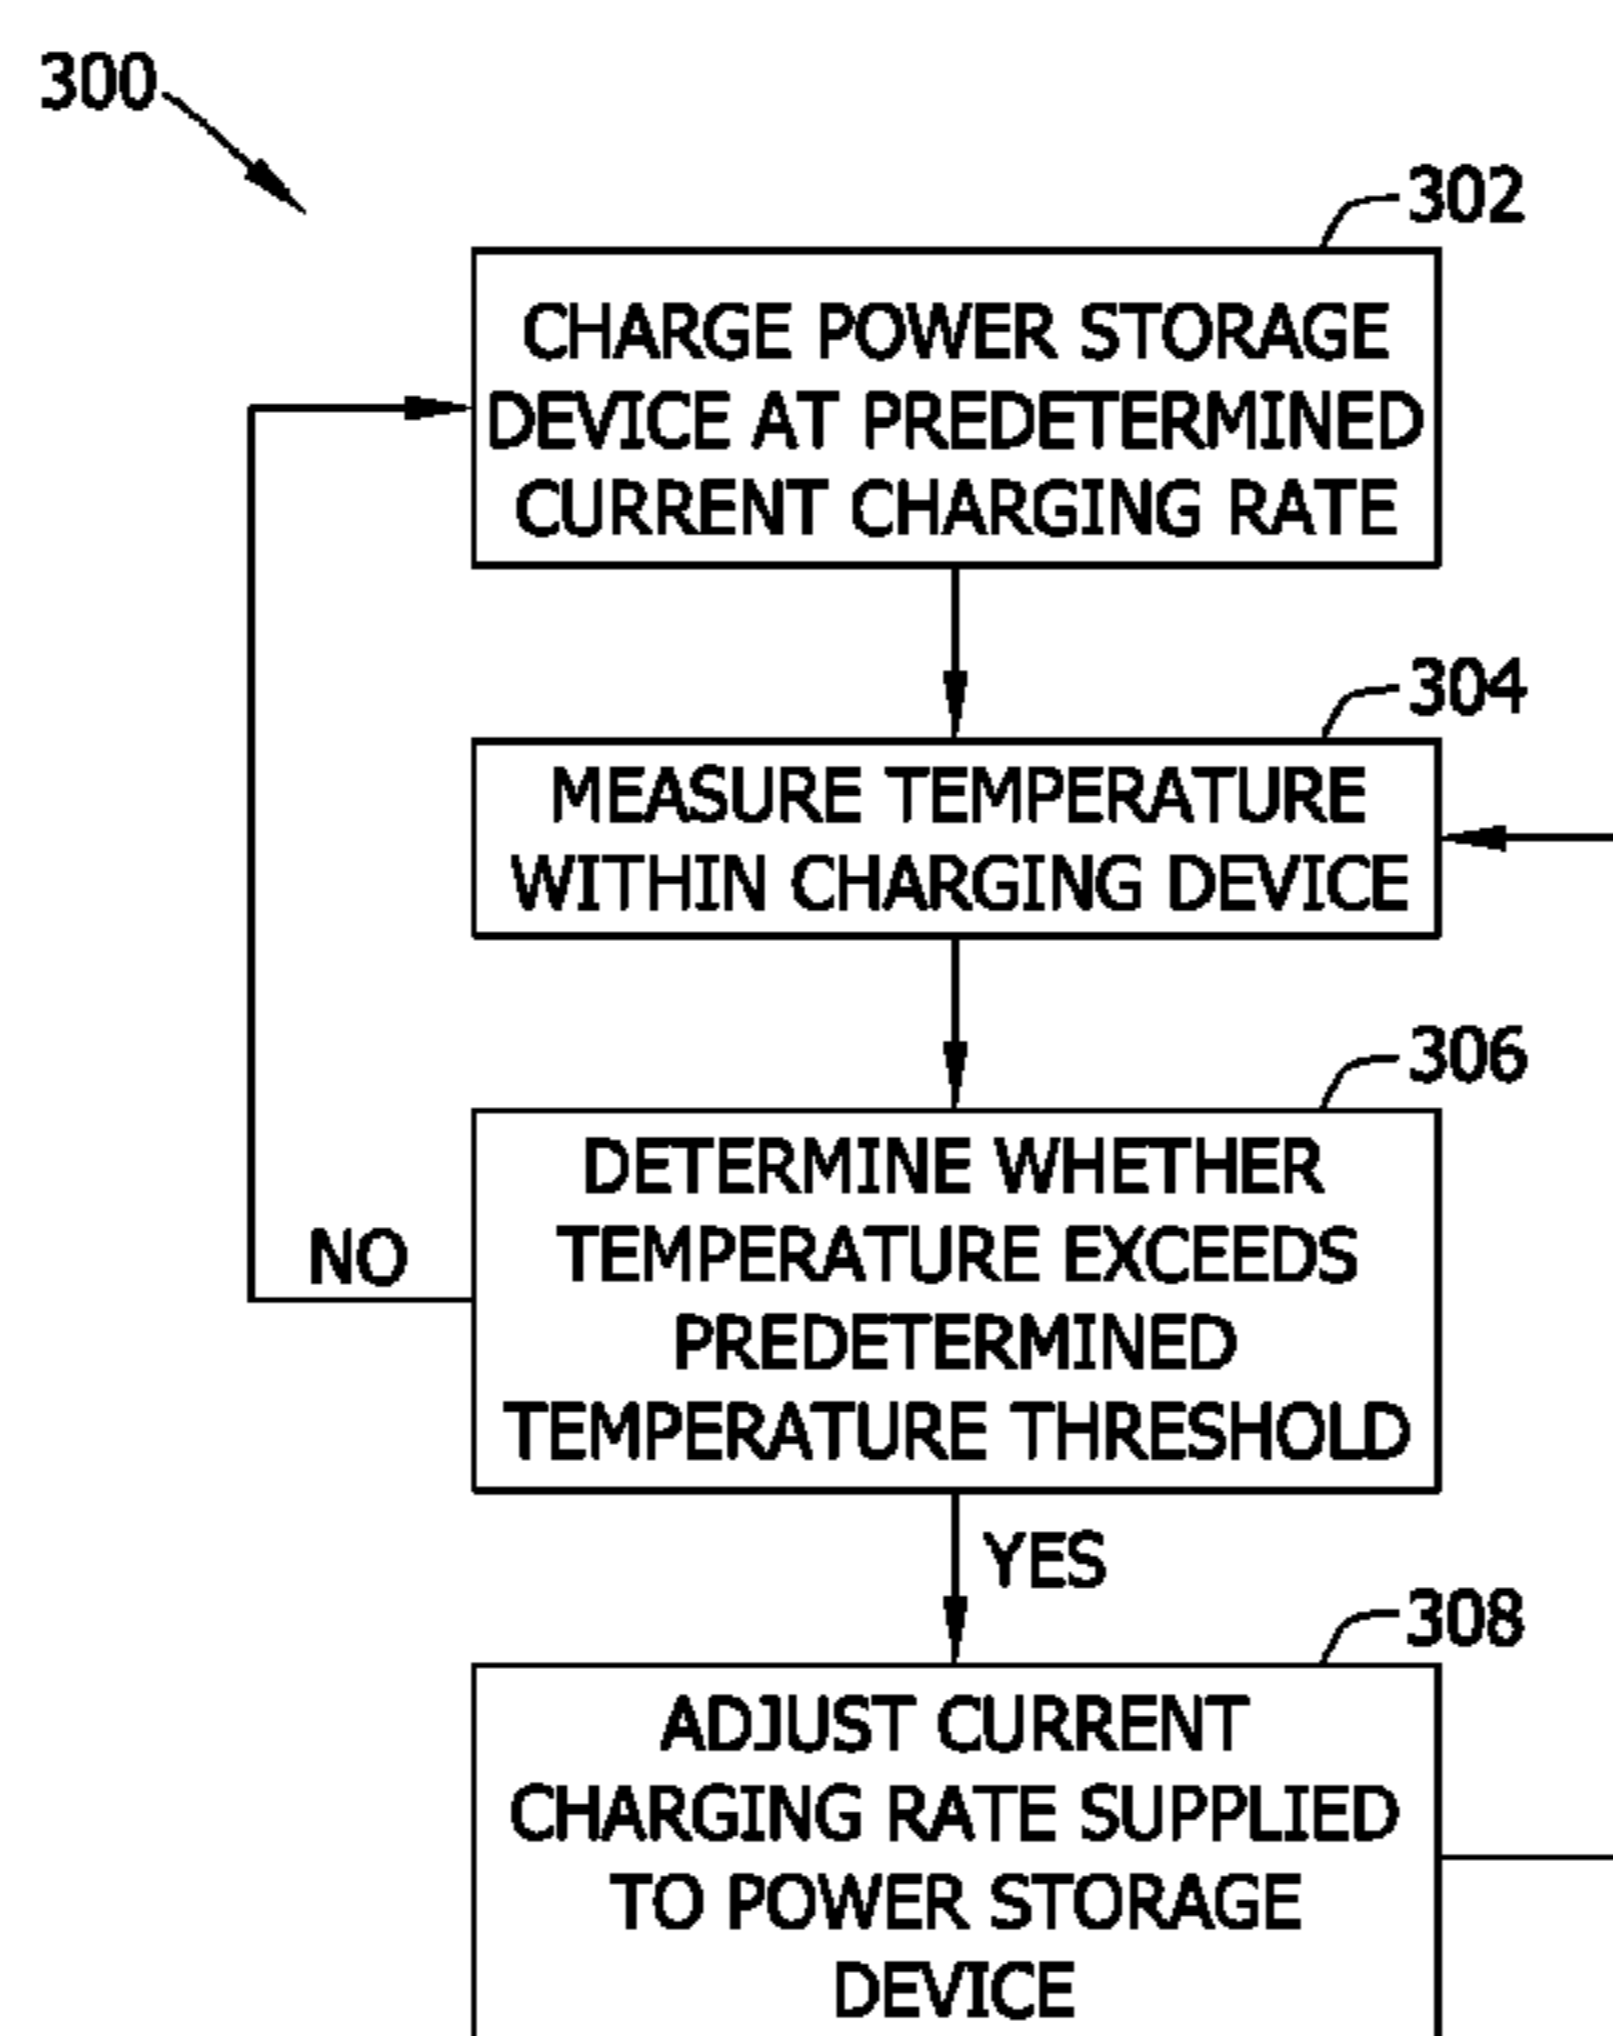 300
302
CHARGE POWER STORAGE
DEVICE AT PREDETERMINED
CURRENT CHARGING RATE
304
MEASURE TEMPERATURE
WITHIN CHARGING DEVICE
306
DETERMINE WHETHER
TEMPERATURE EXCEEDS
PREDETERMINED
TEMPERATURE THRESHOLD
NO
YES
308
ADJUST CURRENT
CHARGING RATE SUPPLIED
TO POWER STORAGE
DEVICE